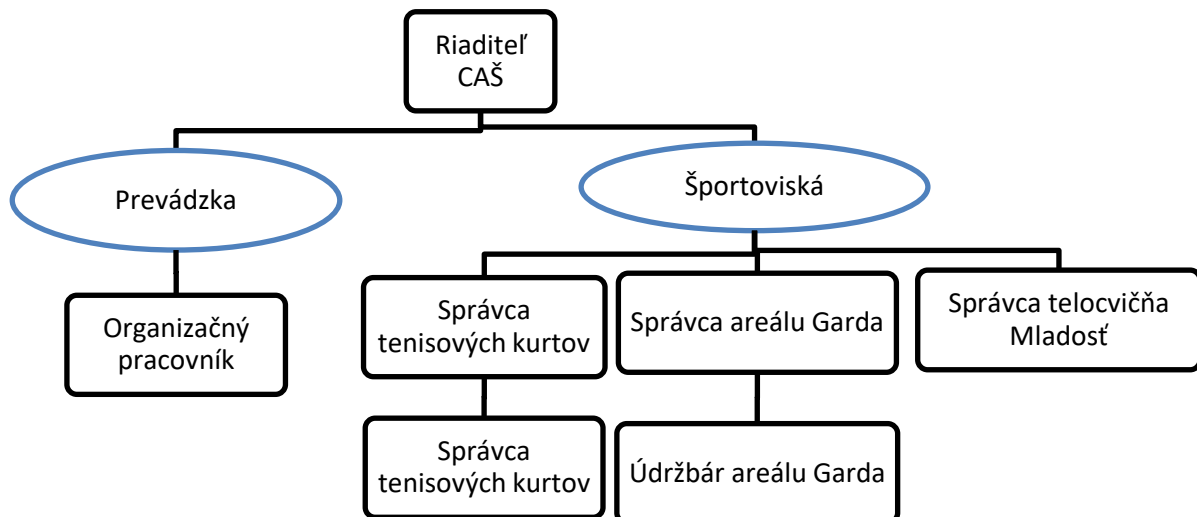 Riaditeľ
CAŠ
Prevádzka
Športoviská
Organizačný
pracovník
Správca
tenisových kurtov
Správca areálu Garda
Správca telocvičňa
Mladosť
Správca
tenisových kurtov
Údržbár areálu Garda